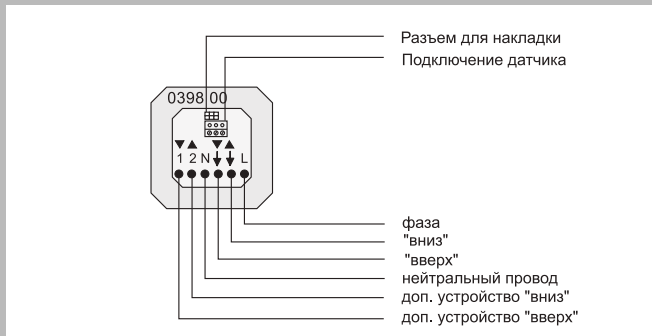 Разъем для накладки
Подключение датчика
0398 00
1 2 N L
фаза
"вниз"
"вверх"
нейтральный провод
доп. устройство "вниз"
доп. устройство "вверх"